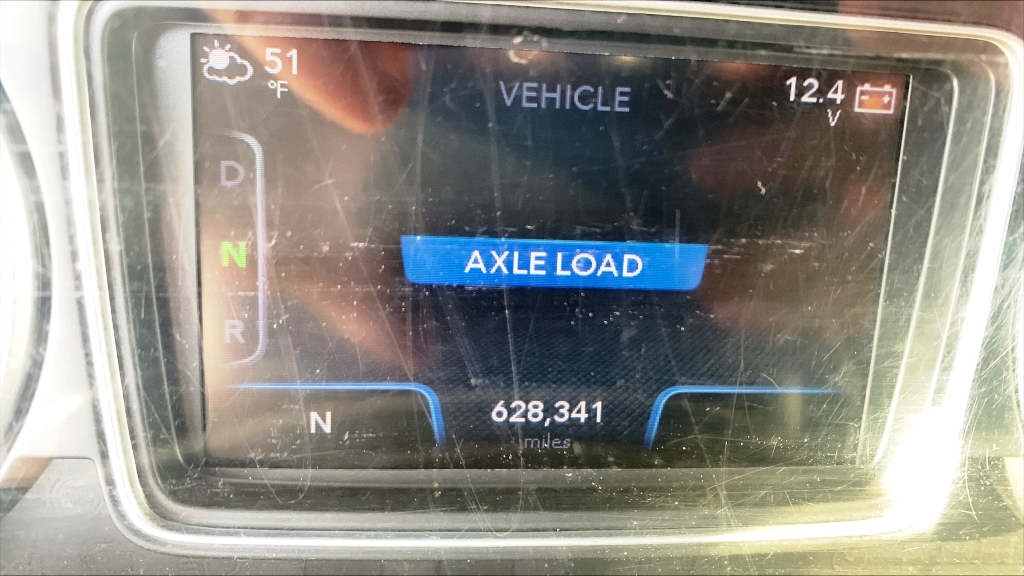 51
°F
VEHICLE
12.4
V
D
N
R
AXLE LOAD
N
628,341
miles